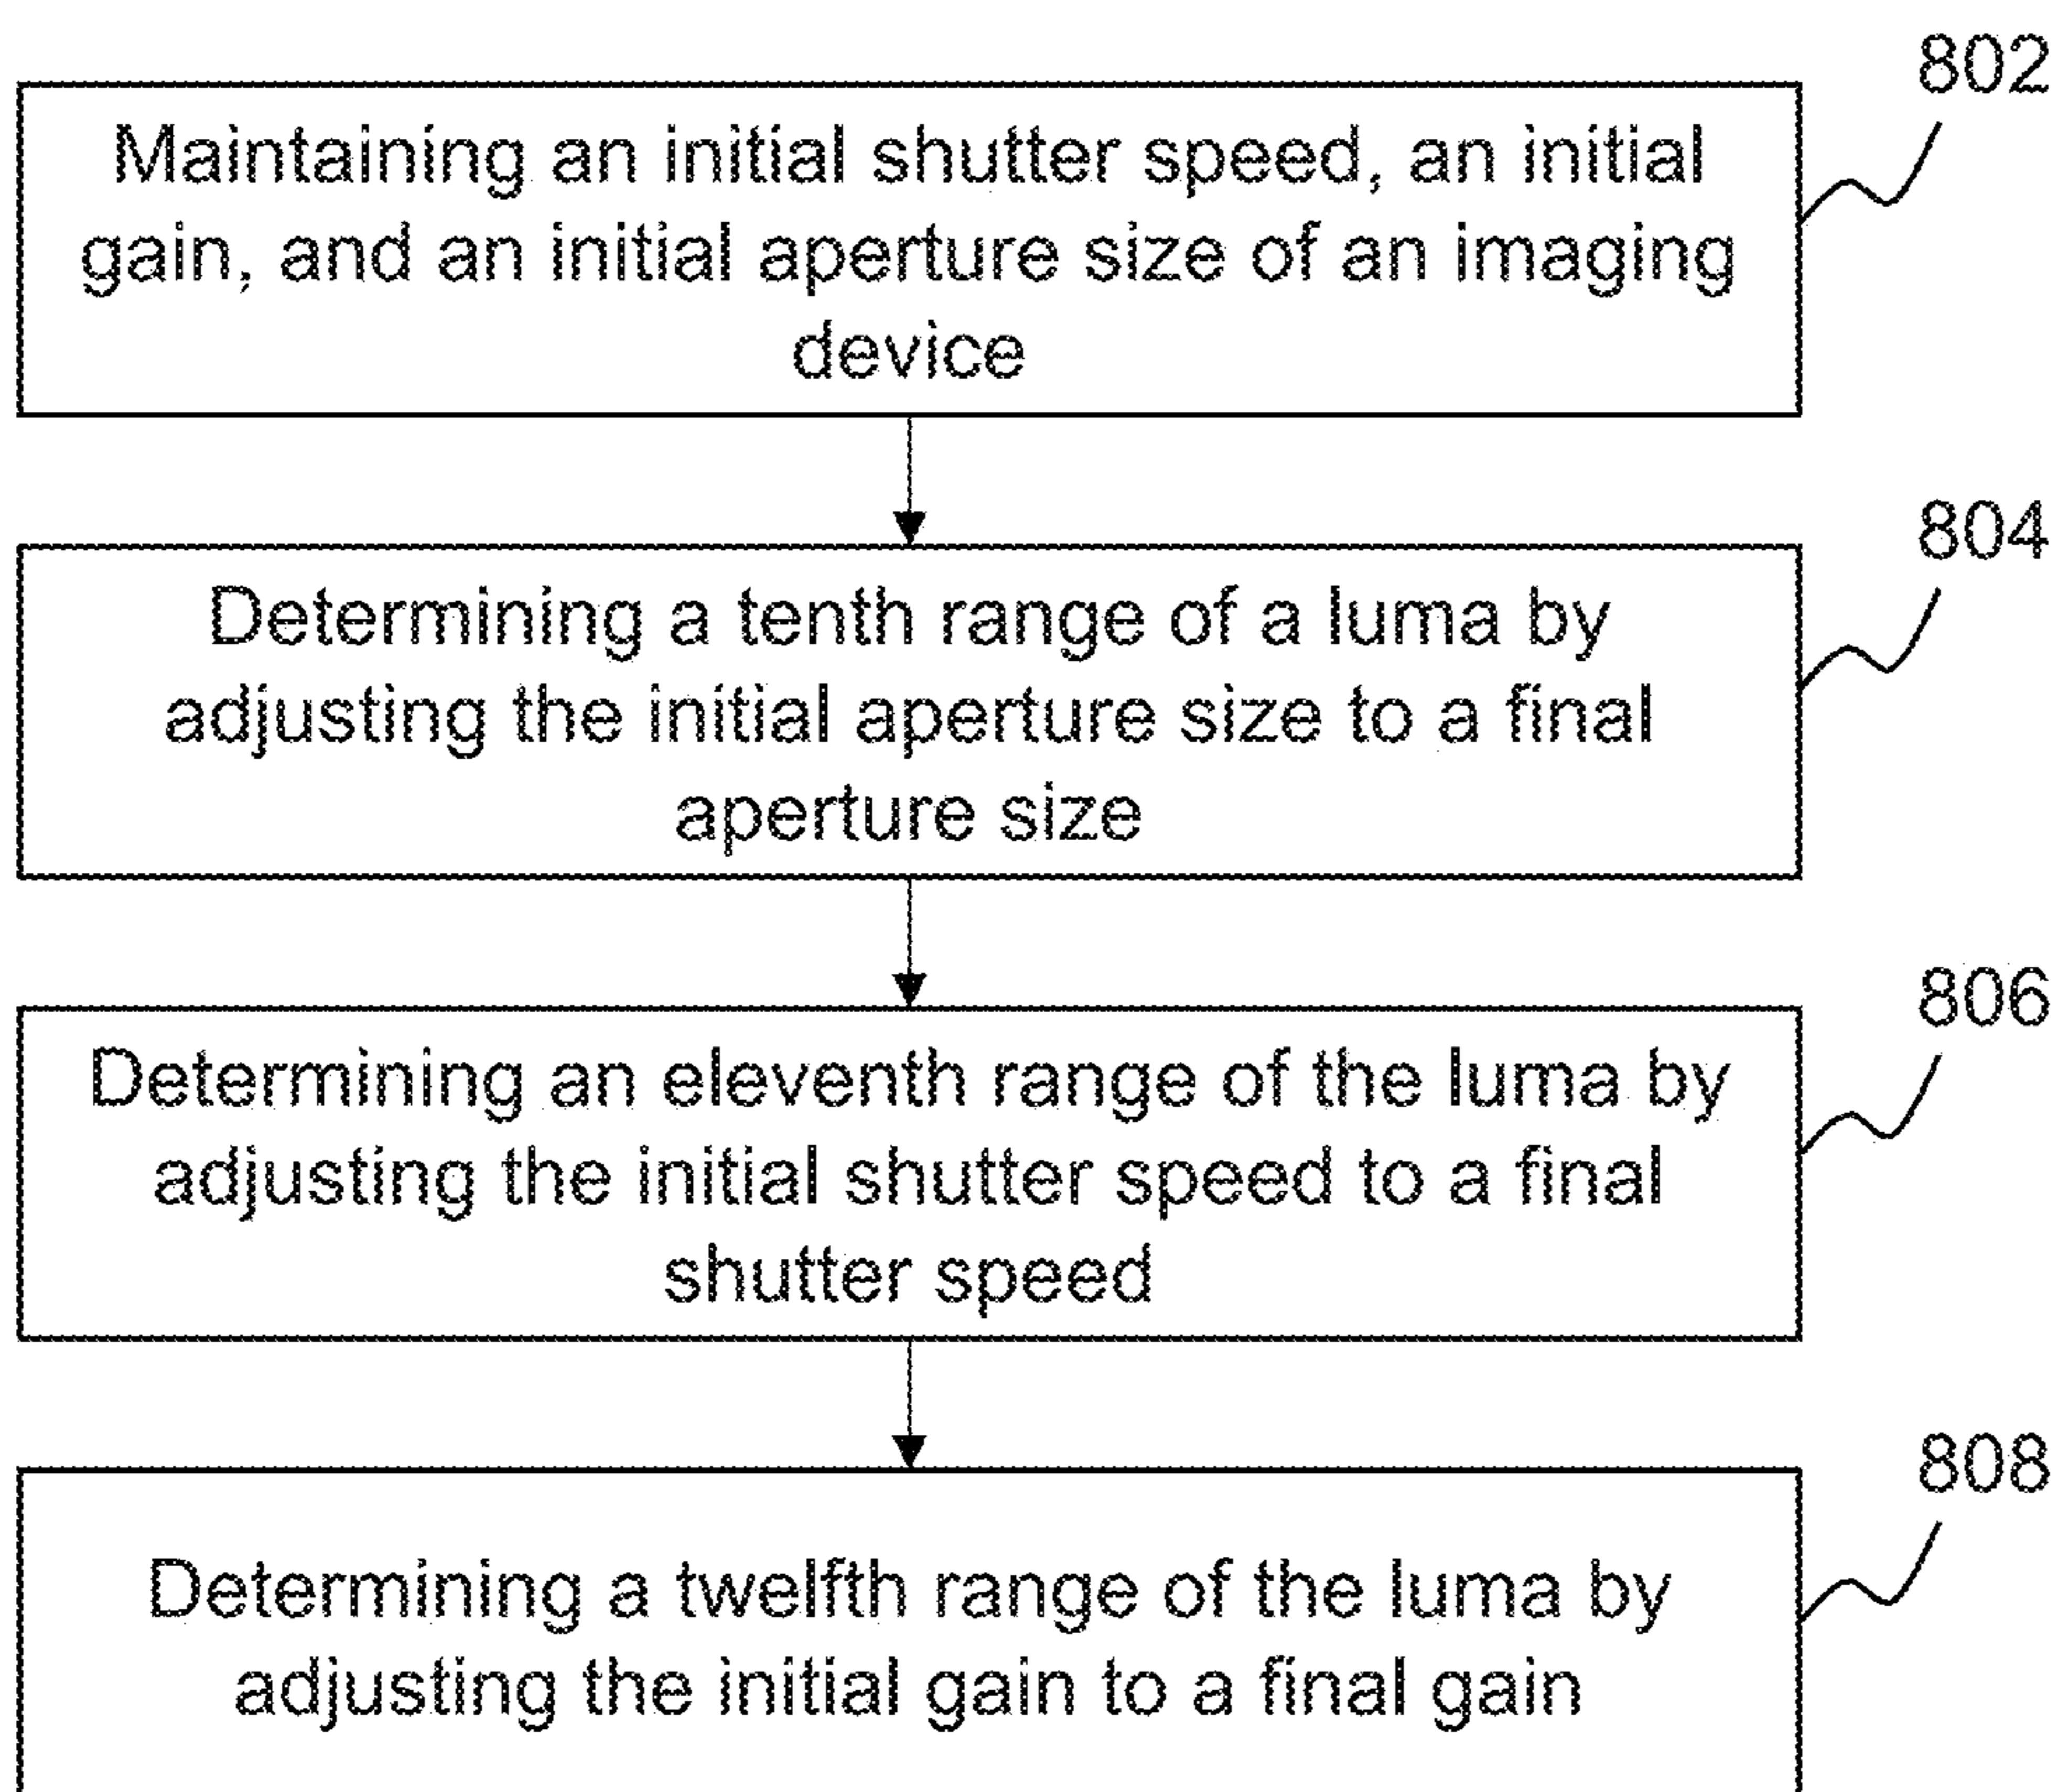 802
Maintaining an initial shutter speed, an initial
gain, and an initial aperture size of an imaging
device
804
Determining a tenth range of a luma by
adjusting the initial aperture size to a final
aperture size
806
Determining an eleventh range of the luma by
adjusting the initial shutter speed to a final
shutter speed
808
Determining a twelfth range of the luma by
adjusting the initial gain to a final gain